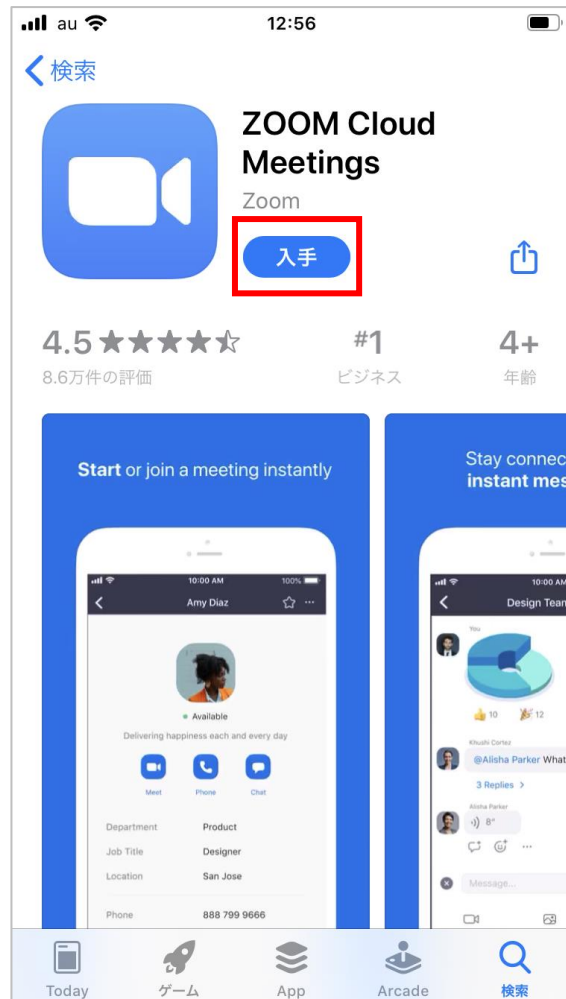 au 12:56
検索
ZOOM Cloud
Meetings
Zoom
入手
4.5 #1 4+
8.6万件の評価 ビジネス 年齢
Start or join a meeting instantly
10:00 AM 100%
Amy Diaz
Available
Delivering happiness each and every day
Meet Phone Chat
Department Product
Job Title Designer
Location San Jose
Phone 888 799 9666
Stay connec
instant mes
10:00 AM
Design Tean
You
10 12
Khushi Cortez
@Alisha Parker What
3 Replies >
Alisha Parker
8"
Message...
Today ゲーム App Arcade 検索